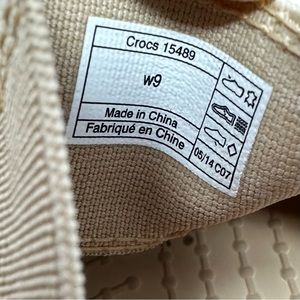 Crocs 15489
w9
Made in China
Fabriqué en Chine
05/14 C07